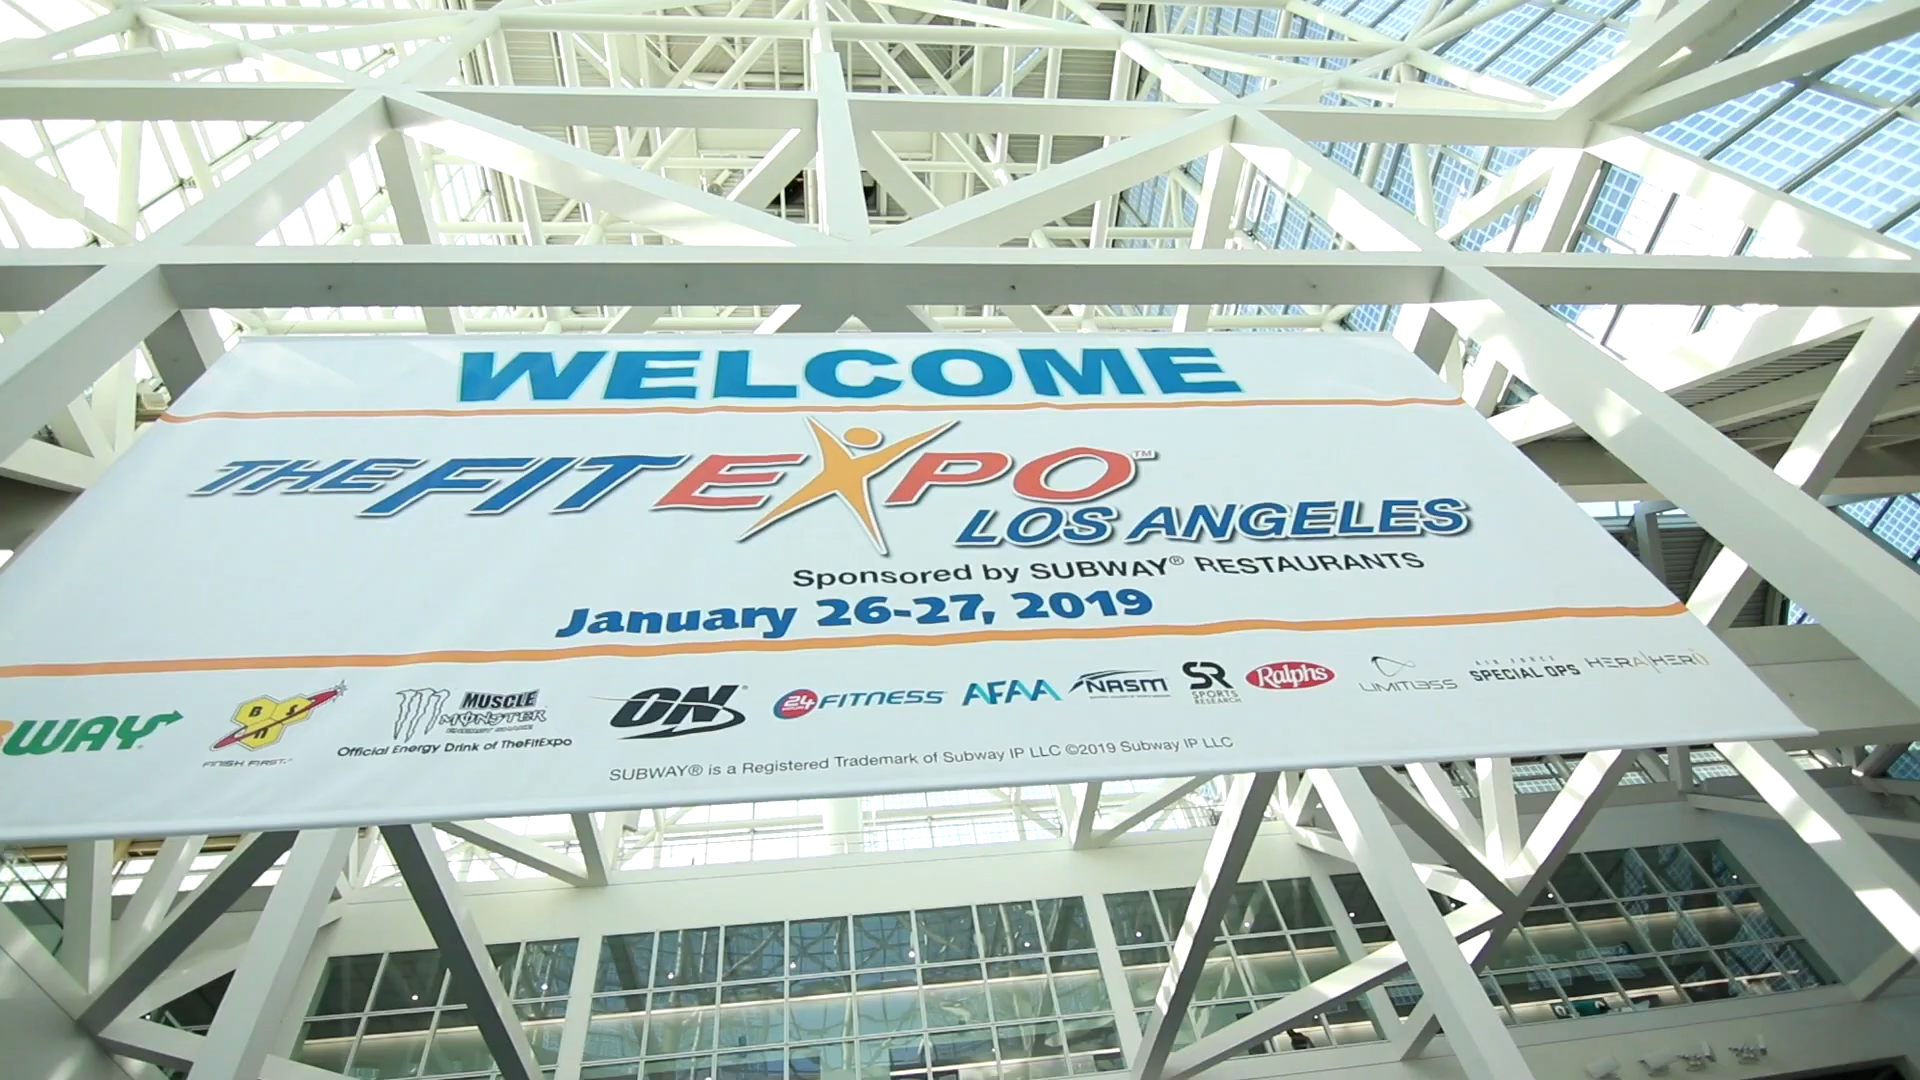 WELCOME
THE FIT EXPO™
LOS ANGELES
Sponsored by SUBWAY® RESTAURANTS
January 26-27, 2019
BWAY
BSN
FINISH FIRST.
MUSCLE
MONSTER
ENERGY SHAKE
Official Energy Drink of TheFitExpo
ON®
24 HOUR FITNESS
AFAA
NASM
SR
SPORTS
RESEARCH
Ralphs
LIMITLESS
AIR FORCE
SPECIAL OPS
HERA|HERO
SUBWAY® is a Registered Trademark of Subway IP LLC ©2019 Subway IP LLC